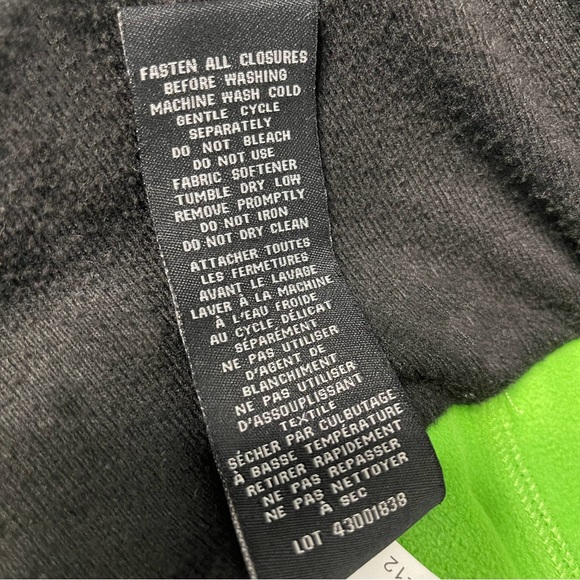 FASTEN ALL CLOSURES
BEFORE WASHING
MACHINE WASH COLD
GENTLE CYCLE
SEPARATELY
DO NOT BLEACH
DO NOT USE
FABRIC SOFTENER
TUMBLE DRY LOW
REMOVE PROMPTLY
DO NOT IRON
DO NOT DRY CLEAN
ATTACHER TOUTES
LES FERMETURES
AVANT LE LAVAGE
LAVER À LA MACHINE
À L'EAU FROIDE
AU CYCLE DÉLICAT
SÉPARÉMENT
NE PAS UTILISER
D'AGENT DE
BLANCHIMENT
NE PAS UTILISER
D'ASSOUPLISSANT
TEXTILE
SÉCHER PAR CULBUTAGE
À BASSE TEMPÉRATURE
RETIRER RAPIDEMENT
NE PAS REPASSER
NE PAS NETTOYER
À SEC
LOT 43001838
12